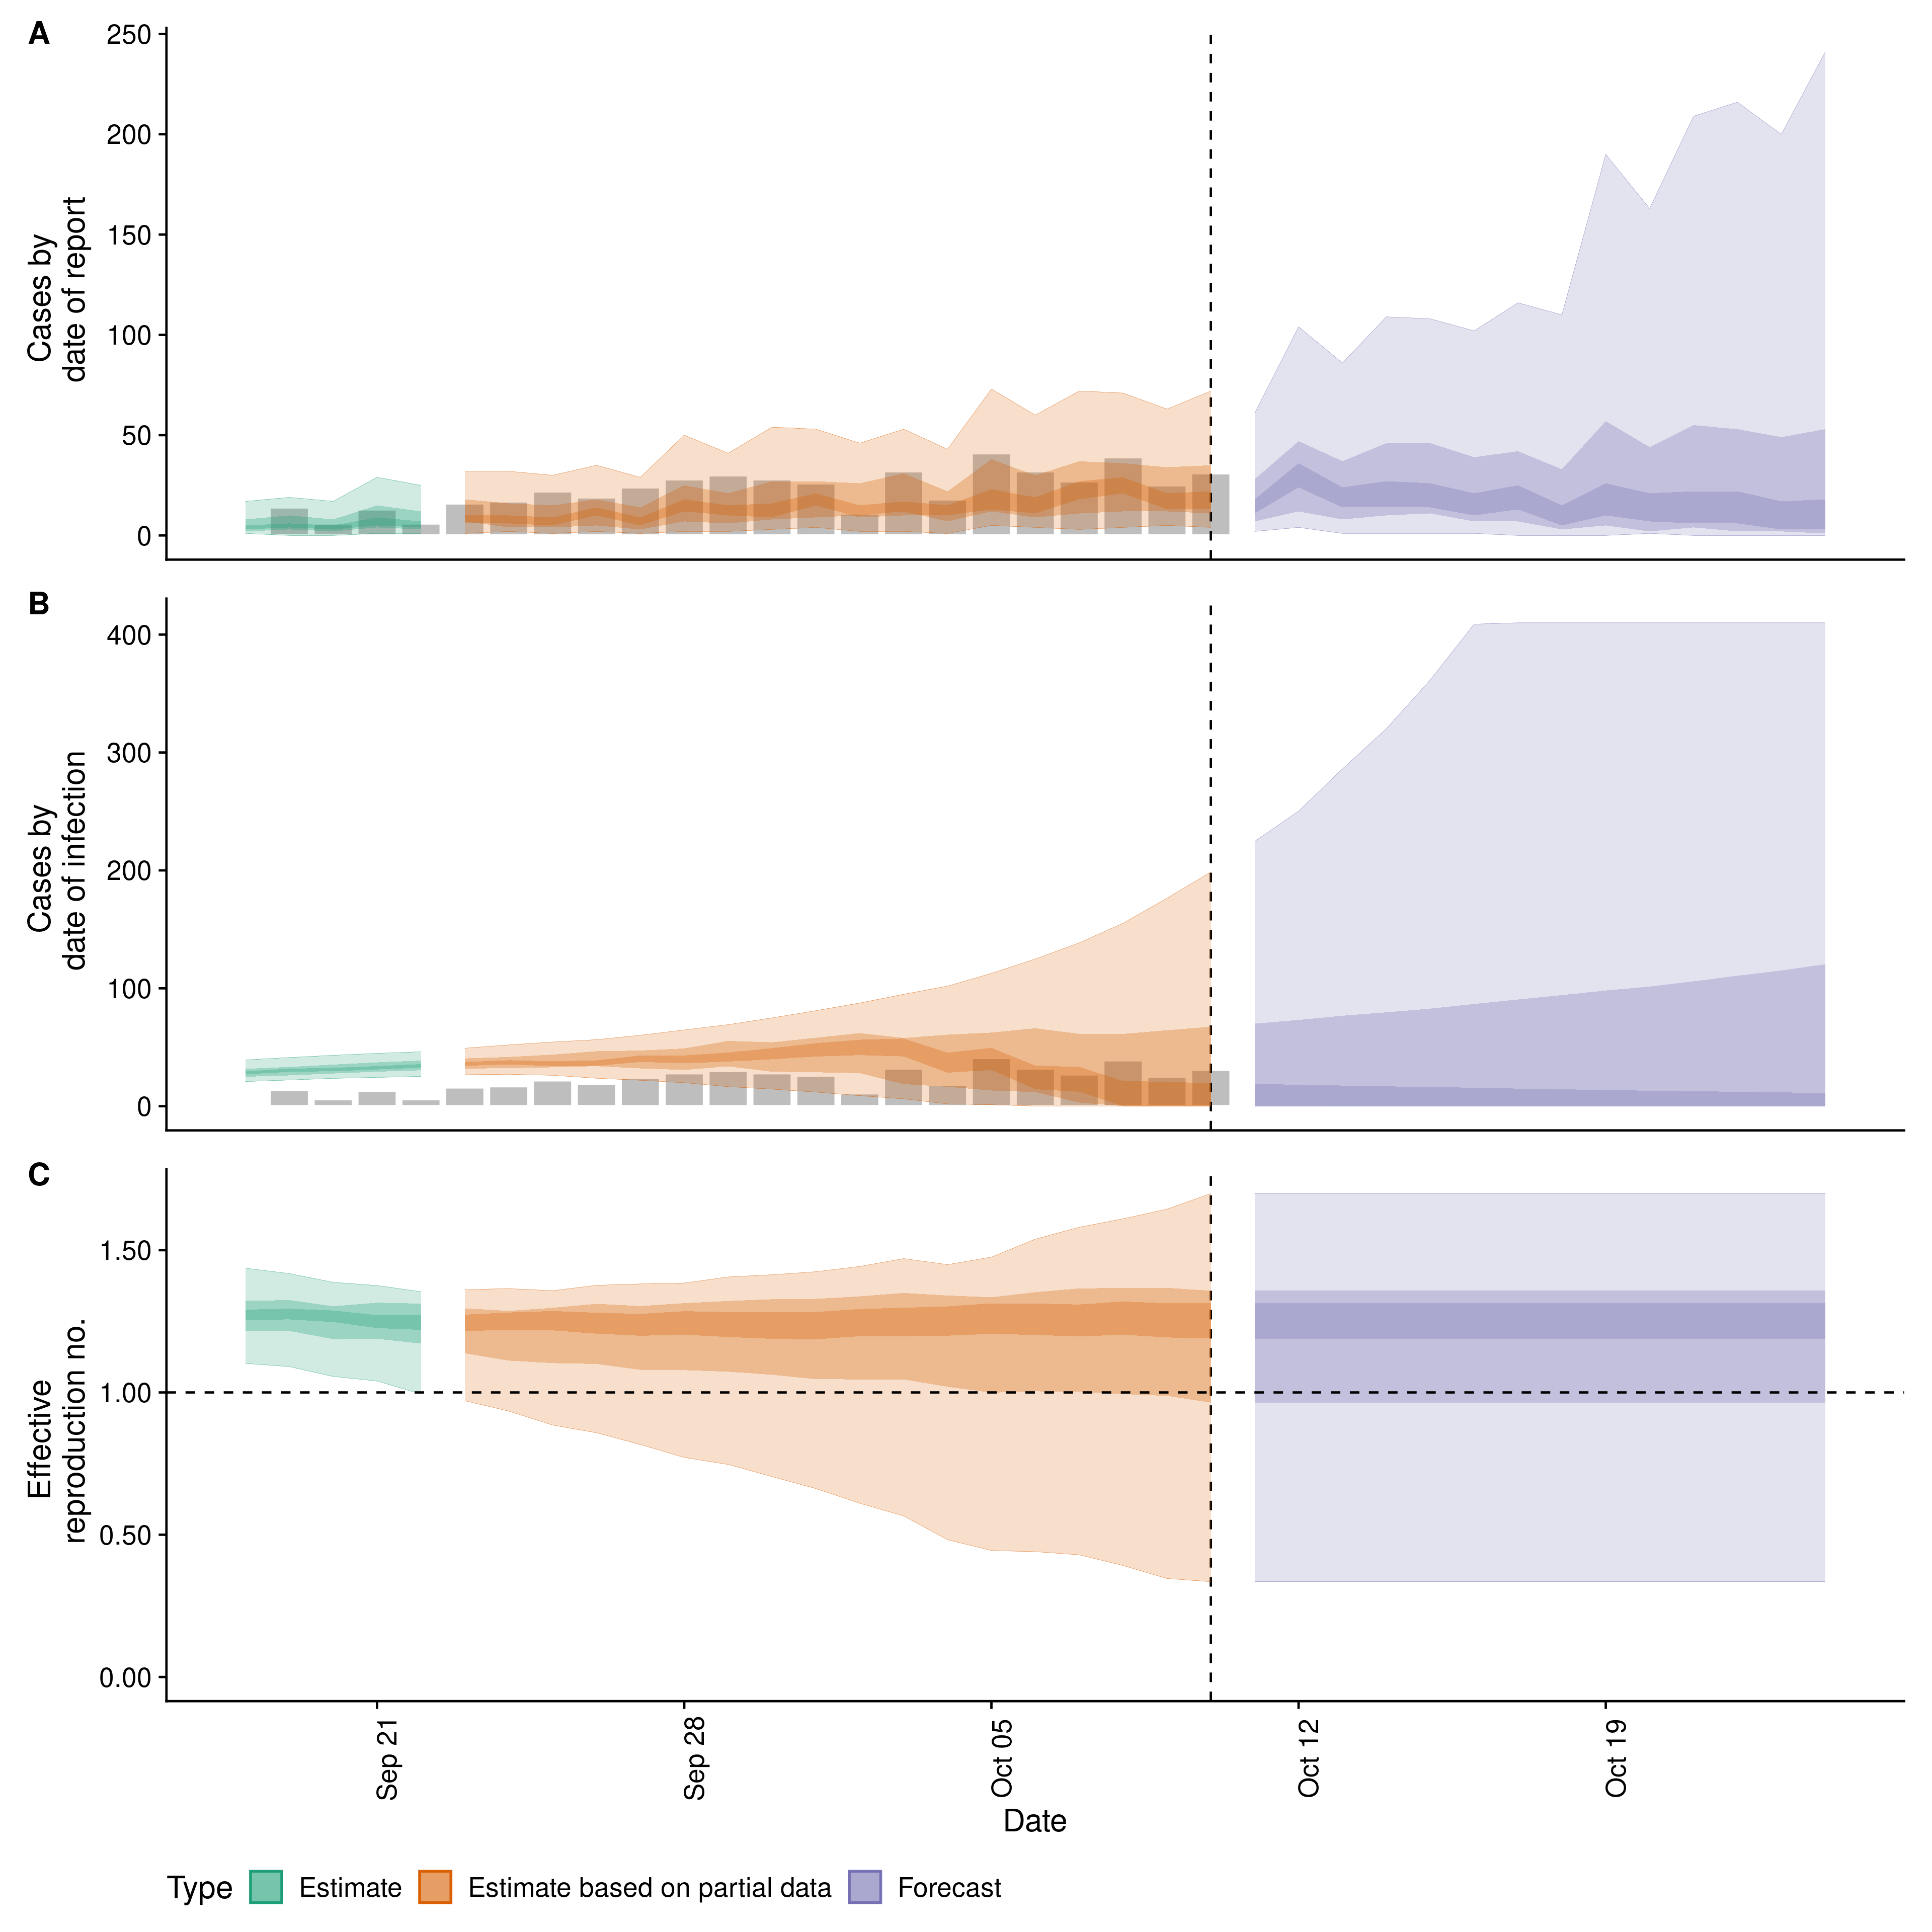 A
250
200
150
100
50
0
Cases by
date of report
B
400
300
200
100
0
Cases by
date of infection
C
1.50
1.00
0.50
0.00
Effective
reproduction no.
Sep 21
Sep 28
Oct 05
Oct 12
Oct 19
Date
Type Estimate Estimate based on partial data Forecast